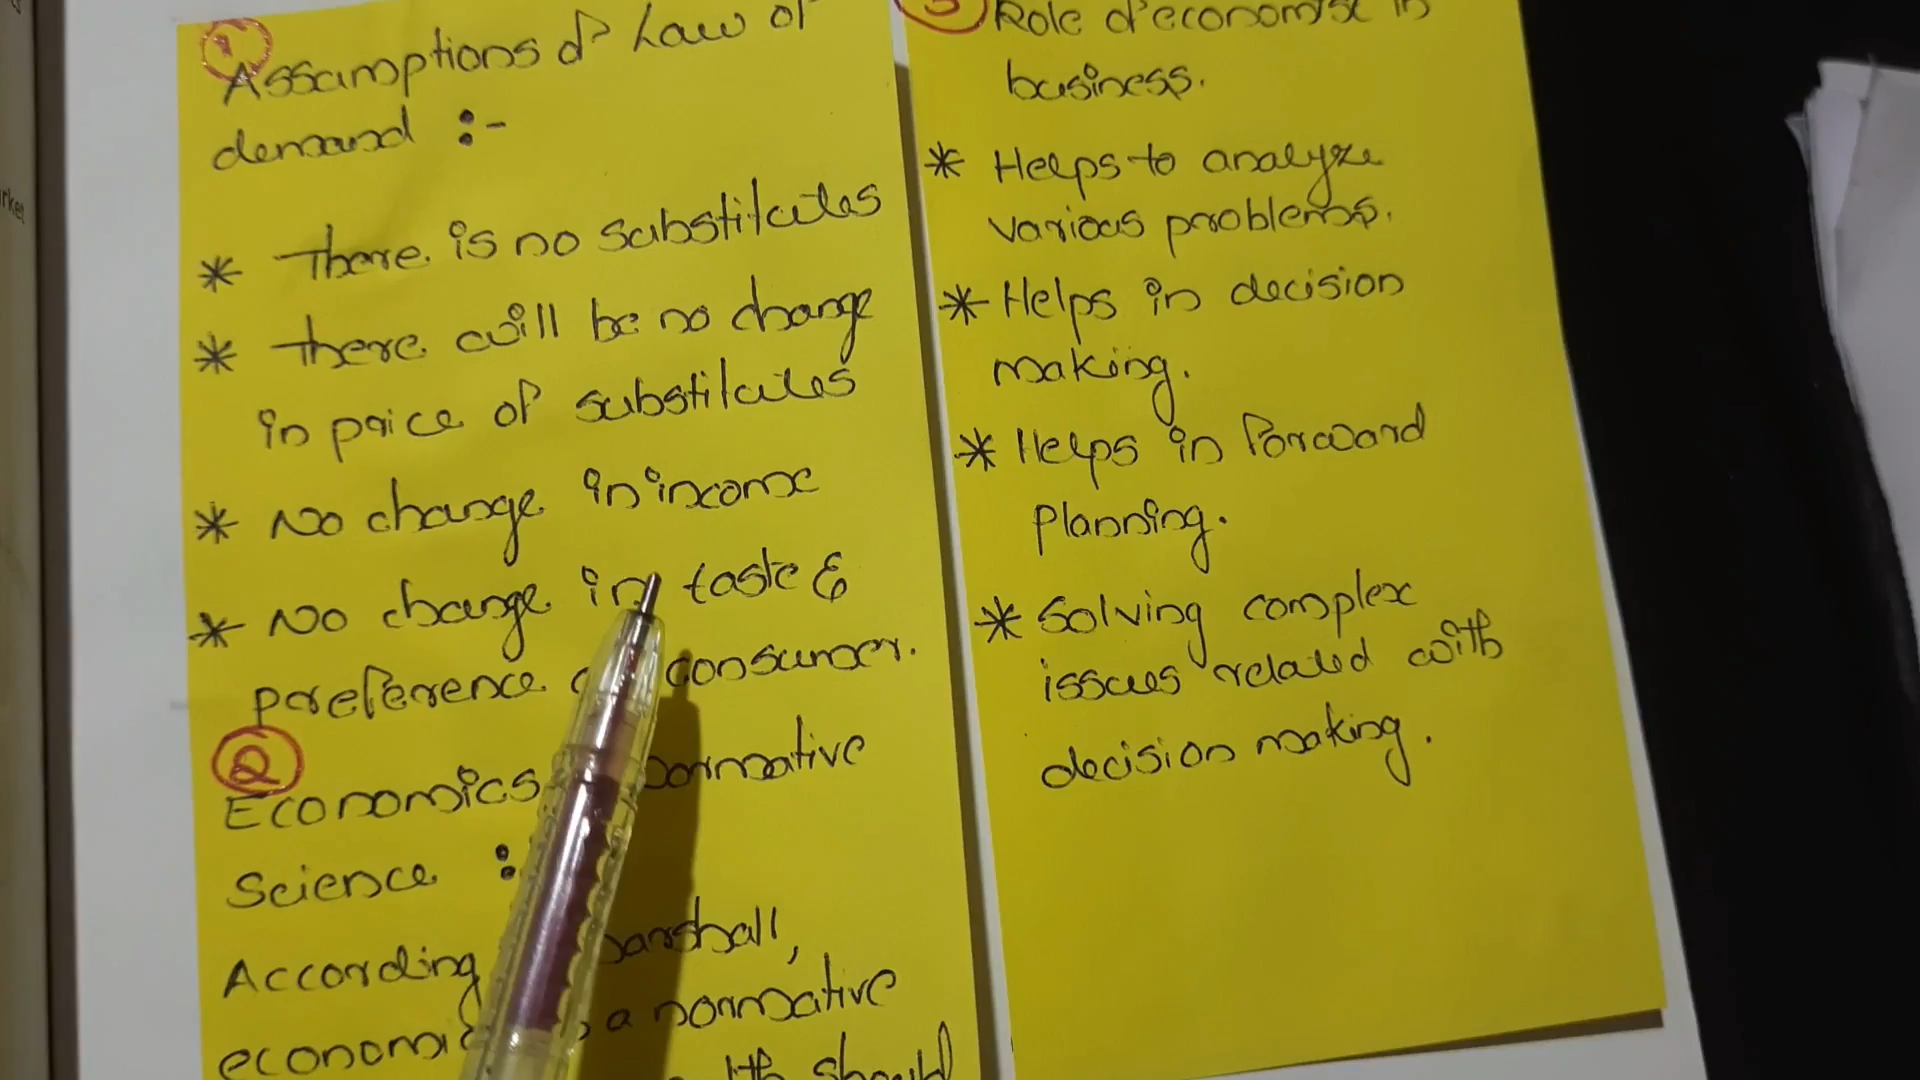 1
Assamptions of Law of
demand :-
* There is no substitutes
* there will be no change
in price of substitutes
* No change in income
* No change in taste &
preference consumer.
2
Economics normative
Science :
According marshall,
a normative
should
3 Role of economist in
business.
* Helps to analyze
various problems.
* Helps in decision
making.
* Helps in forward
planning.
* Solving complex
issues related with
decision making.